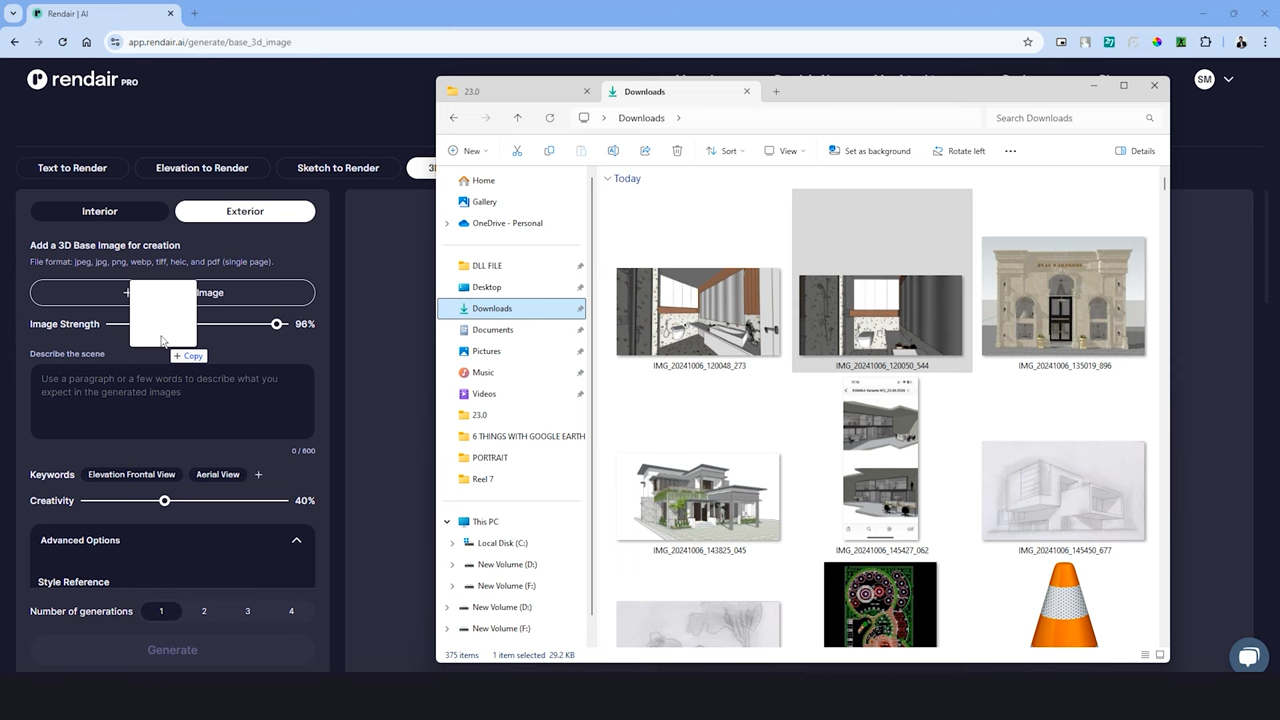 Rendair | AI
app.rendair.ai/generate/base_3d_image
rendair PRO
SM
Text to Render
Elevation to Render
Sketch to Render
Interior
Exterior
Add a 3D Base Image for creation
File format: jpeg, jpg, png, webp, tiff, heic, and pdf (single page).
Image
Image Strength
96%
Copy
Describe the scene
Use a paragraph or a few words to describe what you
expect in the generated images
0 / 600
Keywords
Elevation Frontal View
Aerial View
Creativity
40%
Advanced Options
Style Reference
Number of generations
1
2
3
4
Generate
23.0
Downloads
Downloads
Search Downloads
New
Sort
View
Set as background
Rotate left
Details
Home
Gallery
OneDrive - Personal
DLL FILE
Desktop
Downloads
Documents
Pictures
Music
Videos
23.0
6 THINGS WITH GOOGLE EARTH
PORTRAIT
Reel 7
This PC
Local Disk (C:)
New Volume (D:)
New Volume (F:)
New Volume (D:)
New Volume (F:)
Today
IMG_20241006_120048_273
IMG_20241006_120050_544
IMG_20241006_135019_896
IMG_20241006_143825_045
IMG_20241006_145427_062
IMG_20241006_145450_677
375 items
1 item selected 29.2 KB